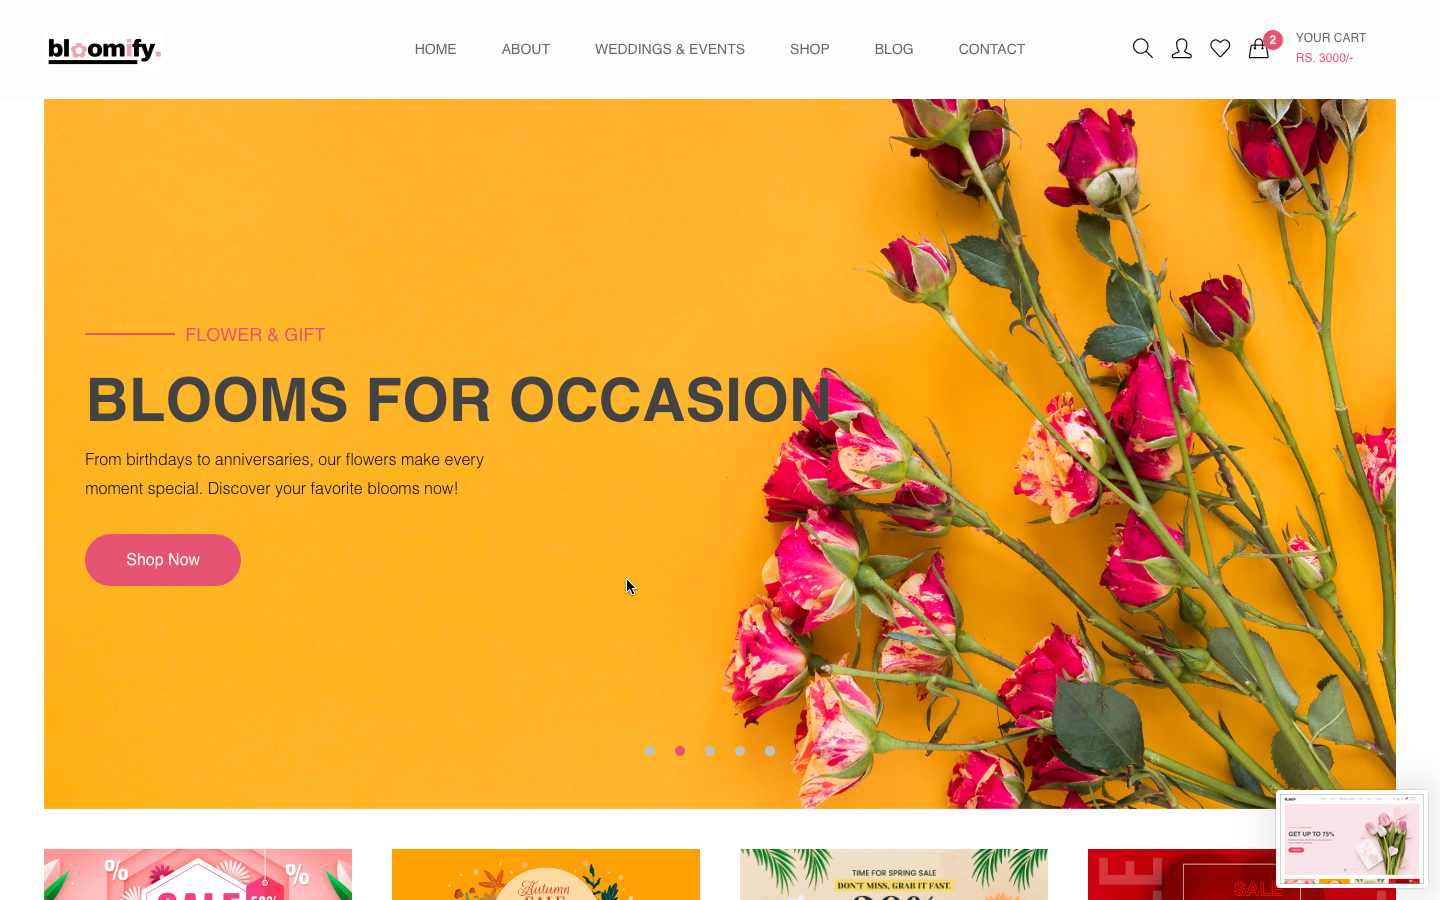 bloomify.
HOME
ABOUT
WEDDINGS & EVENTS
SHOP
BLOG
CONTACT
2
YOUR CART
RS. 3000/-
FLOWER & GIFT
BLOOMS FOR OCCASION
From birthdays to anniversaries, our flowers make every
moment special. Discover your favorite blooms now!
Shop Now
% %
SALE
Autumn
SALE
TIME FOR SPRING SALE
DON'T MISS, GRAB IT FAST.
SALE
GET UP TO 75%